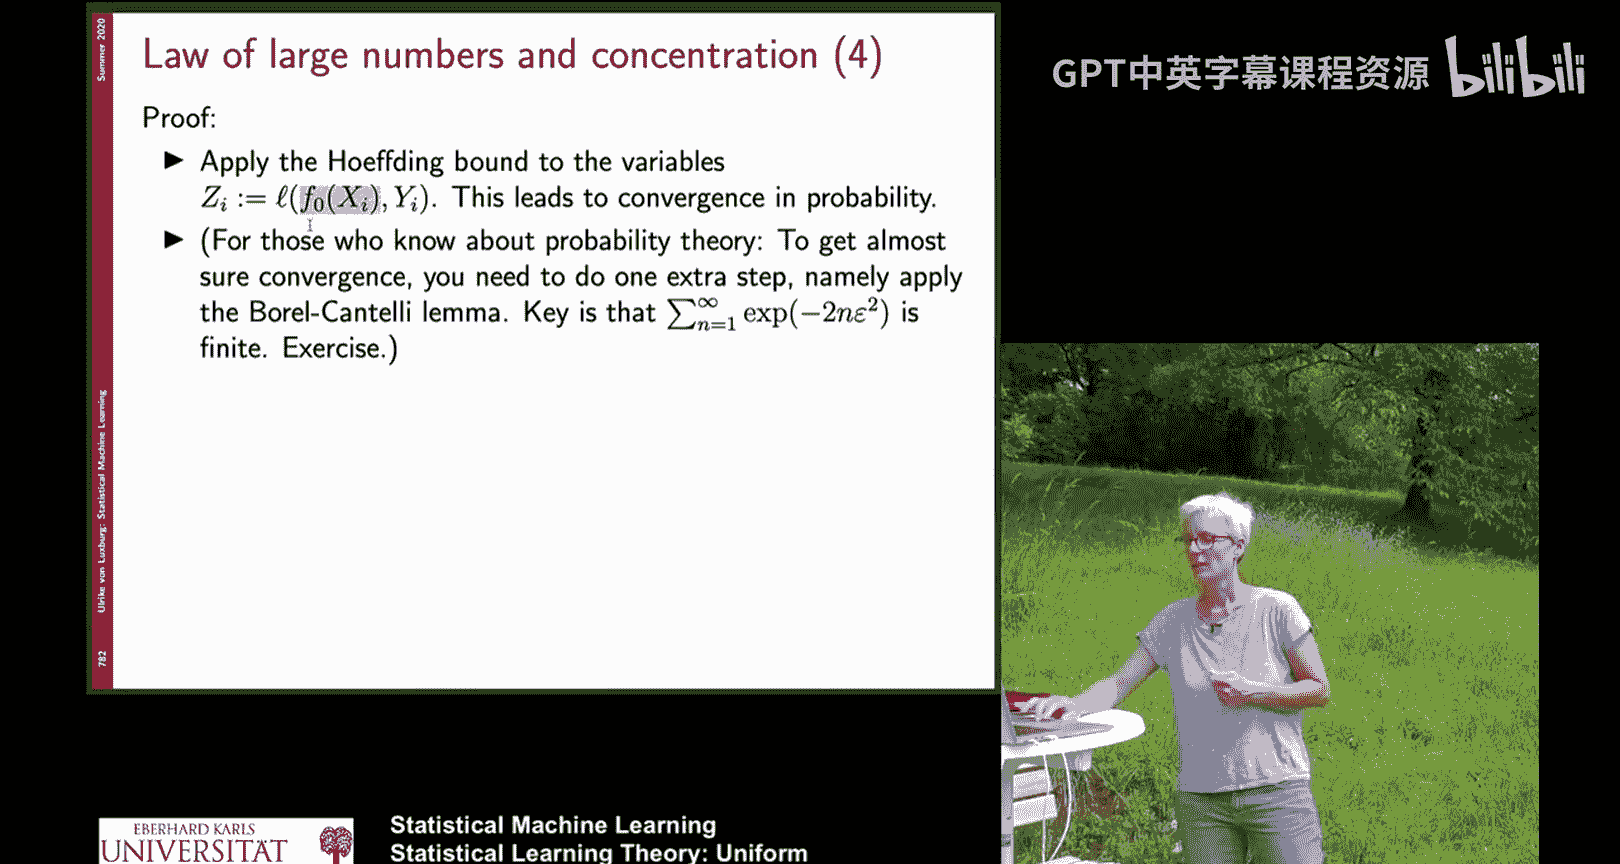 Law of large numbers and concentration (4)
Proof:
▶ Apply the Hoeffding bound to the variables
Z_i := ℓ(f_0(X_i), Y_i). This leads to convergence in probability.
▶ (For those who know about probability theory: To get almost
sure convergence, you need to do one extra step, namely apply
the Borel-Cantelli lemma. Key is that ∑_{n=1}^∞ exp(−2nε²) is
finite. Exercise.)
Summer 2020
Ulrike von Luxburg: Statistical Machine Learning
782
GPT中英字幕课程资源
bilibili
EBERHARD KARLS
UNIVERSITÄT
Statistical Machine Learning
Statistical Learning Theory: Uniform